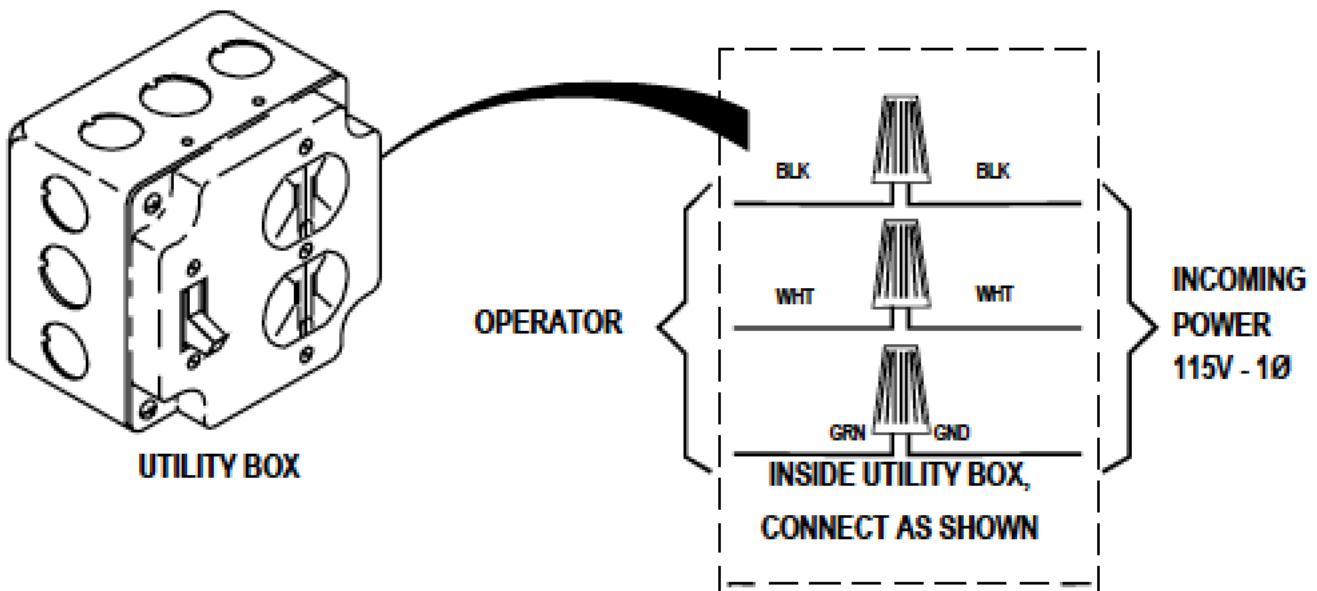 BLK
BLK
WHT
WHT
OPERATOR
INCOMING
POWER
115V - 1Ø
GRN
GND
UTILITY BOX
INSIDE UTILITY BOX,
CONNECT AS SHOWN